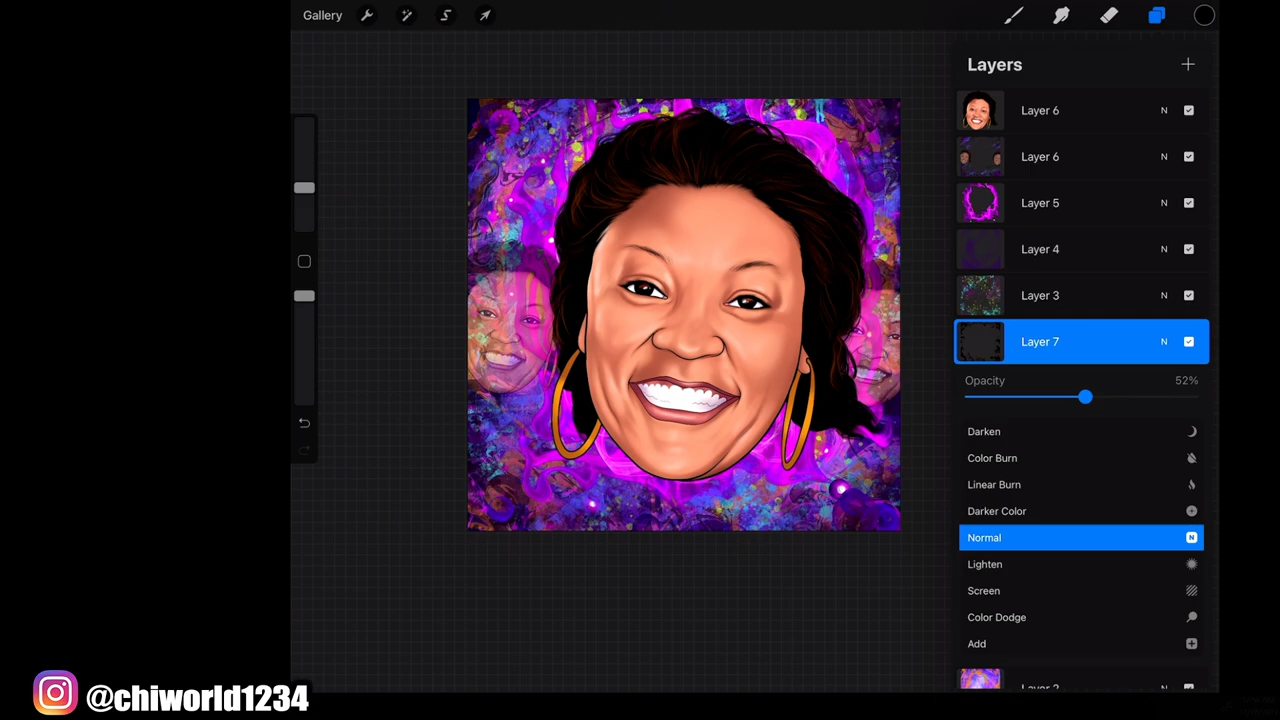 Gallery
Layers
Layer 6 N
Layer 6 N
Layer 5 N
Layer 4 N
Layer 3 N
Layer 7 N
Opacity 52%
Darken
Color Burn
Linear Burn
Darker Color
Normal N
Lighten
Screen
Color Dodge
Add
@chiworld1234